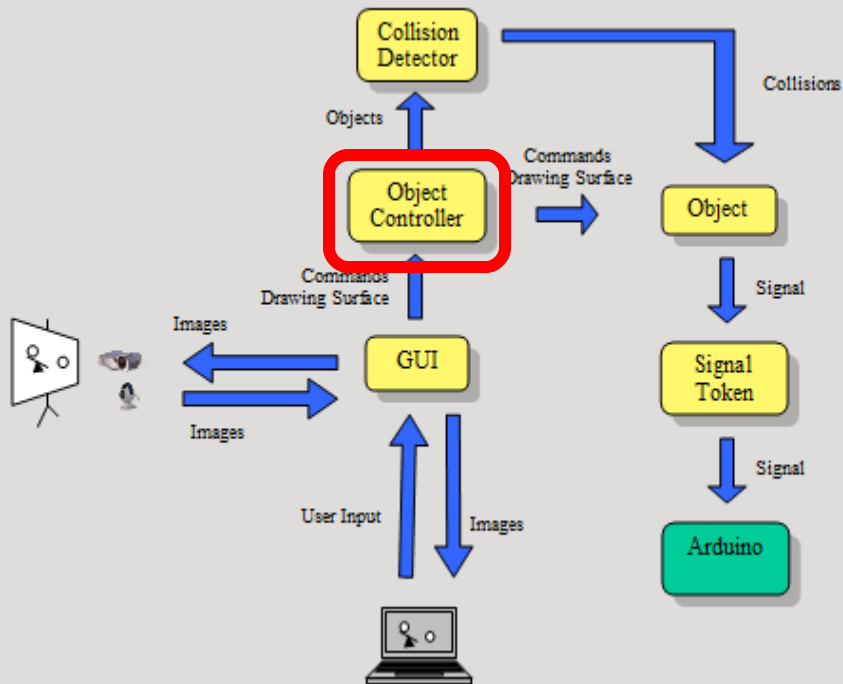 Collision
Detector
Collisions
Objects
Commands
Drawing Surface
Object
Controller
Object
Commands
Drawing Surface
Signal
Images
GUI
Signal
Token
Images
Signal
User Input
Images
Arduino